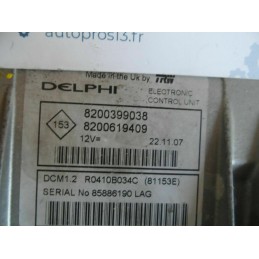 autopros13.fr
Made in the uk by TRW
DELPHI
ELECTRONIC
CONTROL UNIT
153
8200399038
8200619409
12V=
22.11.07
DCM1.2 R0410B034C (81153E)
SERIAL No 85886190 LAG